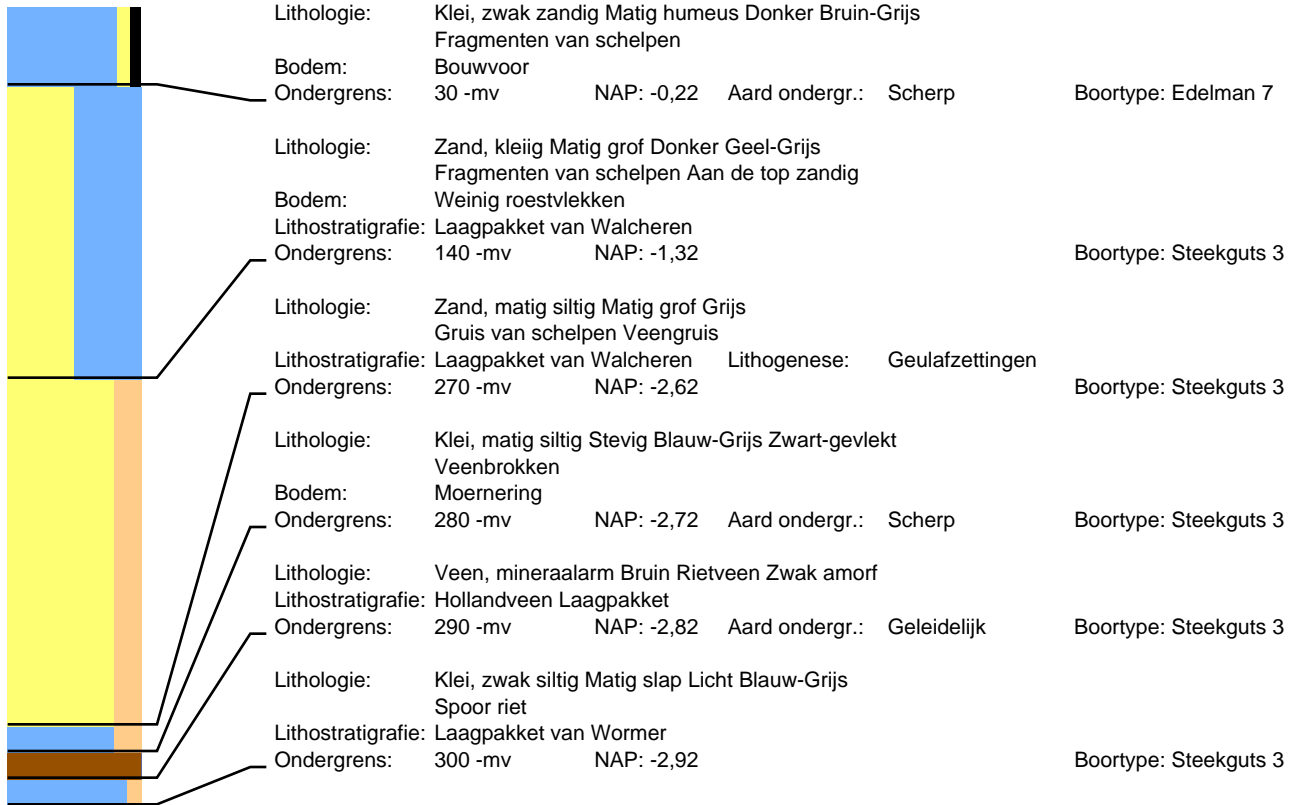 Lithologie: Klei, zwak zandig Matig humeus Donker Bruin-Grijs
Fragmenten van schelpen
Bodem: Bouwvoor
Ondergrens: 30 -mv NAP: -0,22 Aard ondergr.: Scherp Boortype: Edelman 7
Lithologie: Zand, kleiig Matig grof Donker Geel-Grijs
Fragmenten van schelpen Aan de top zandig
Bodem: Weinig roestvlekken
Lithostratigrafie: Laagpakket van Walcheren
Ondergrens: 140 -mv NAP: -1,32 Boortype: Steekguts 3
Lithologie: Zand, matig siltig Matig grof Grijs
Gruis van schelpen Veengruis
Lithostratigrafie: Laagpakket van Walcheren Lithogenese: Geulafzettingen
Ondergrens: 270 -mv NAP: -2,62 Boortype: Steekguts 3
Lithologie: Klei, matig siltig Stevig Blauw-Grijs Zwart-gevlekt
Veenbrokken
Bodem: Moernering
Ondergrens: 280 -mv NAP: -2,72 Aard ondergr.: Scherp Boortype: Steekguts 3
Lithologie: Veen, mineraalarm Bruin Rietveen Zwak amorf
Lithostratigrafie: Hollandveen Laagpakket
Ondergrens: 290 -mv NAP: -2,82 Aard ondergr.: Geleidelijk Boortype: Steekguts 3
Lithologie: Klei, zwak siltig Matig slap Licht Blauw-Grijs
Spoor riet
Lithostratigrafie: Laagpakket van Wormer
Ondergrens: 300 -mv NAP: -2,92 Boortype: Steekguts 3